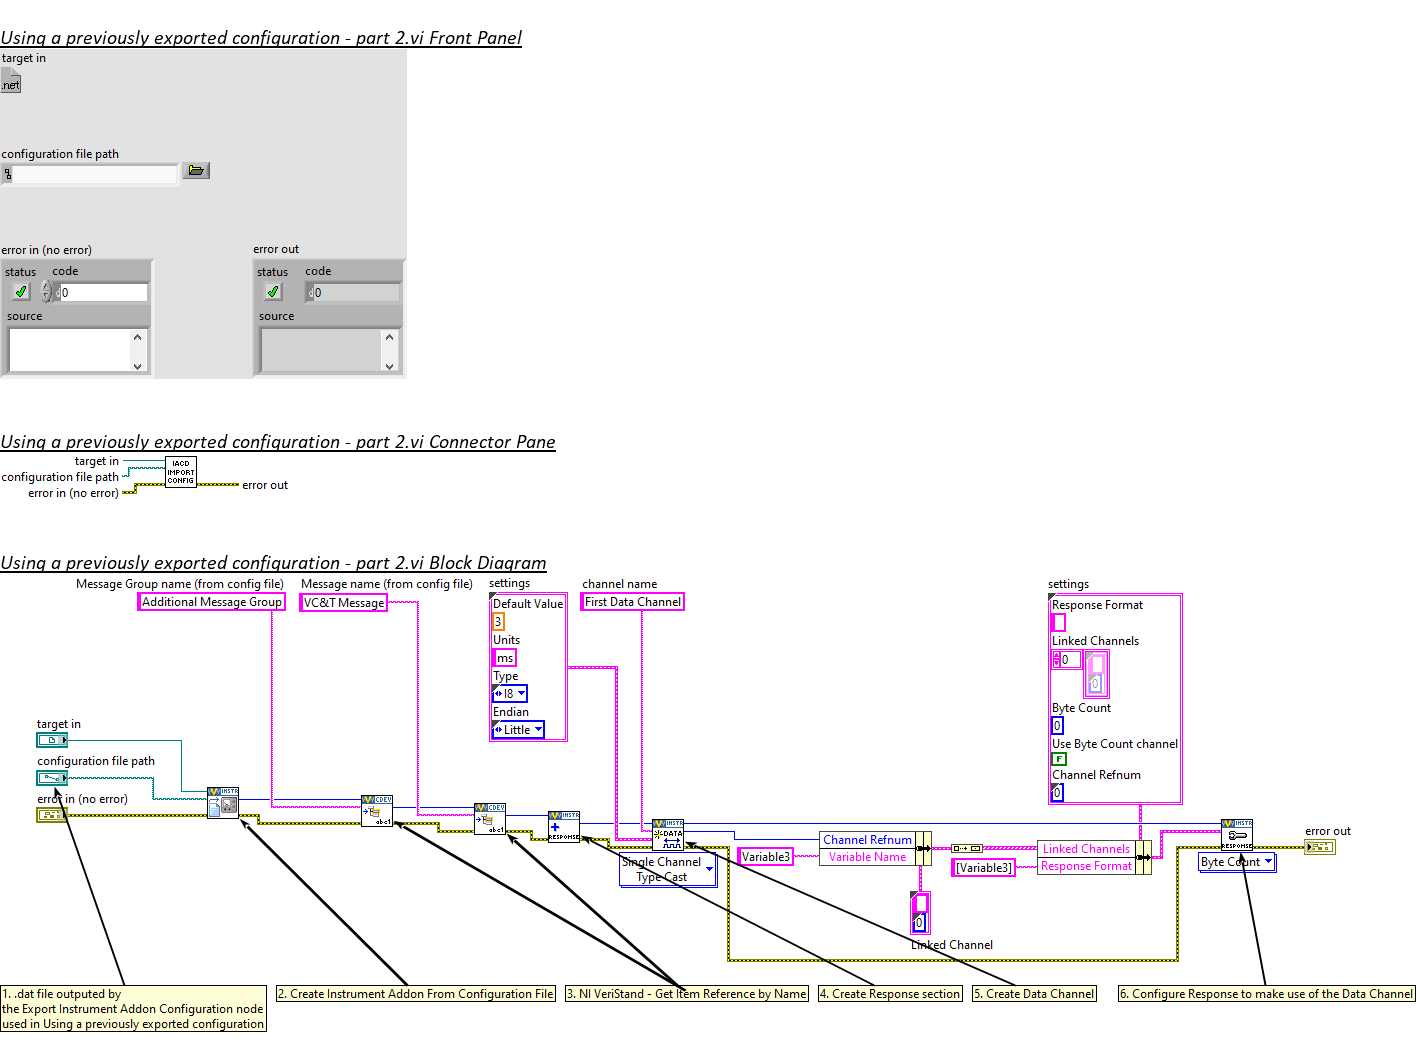 Using a previously exported configuration - part 2.vi Front Panel
target in
.net
configuration file path
error in (no error)
error out
status code
0
source
status code
0
source
Using a previously exported configuration - part 2.vi Connector Pane
target in
configuration file path
error in (no error)
IACD
IMPORT
CONFIG
error out
Using a previously exported configuration - part 2.vi Block Diagram
Message Group name (from config file)
Additional Message Group
Message name (from config file)
VC&T Message
settings
Default Value
3
Units
ms
Type
I8
Endian
Little
channel name
First Data Channel
settings
Response Format
Linked Channels
0
0
Byte Count
0
Use Byte Count channel
F
Channel Refnum
0
target in
configuration file path
error in (no error)
INSTR
CDEV
abc1
CDEV
abc1
INSTR
RESPONSE
INSTR
DATA
Single Channel
Type Cast
Variable3
Channel Refnum
Variable Name
0
Linked Channel
[Variable3]
Linked Channels
Response Format
INSTR
RESPONSE
Byte Count
error out
1. .dat file outputed by
the Export Instrument Addon Configuration node
used in Using a previously exported configuration
2. Create Instrument Addon From Configuration File
3. NI VeriStand - Get Item Reference by Name
4. Create Response section
5. Create Data Channel
6. Configure Response to make use of the Data Channel